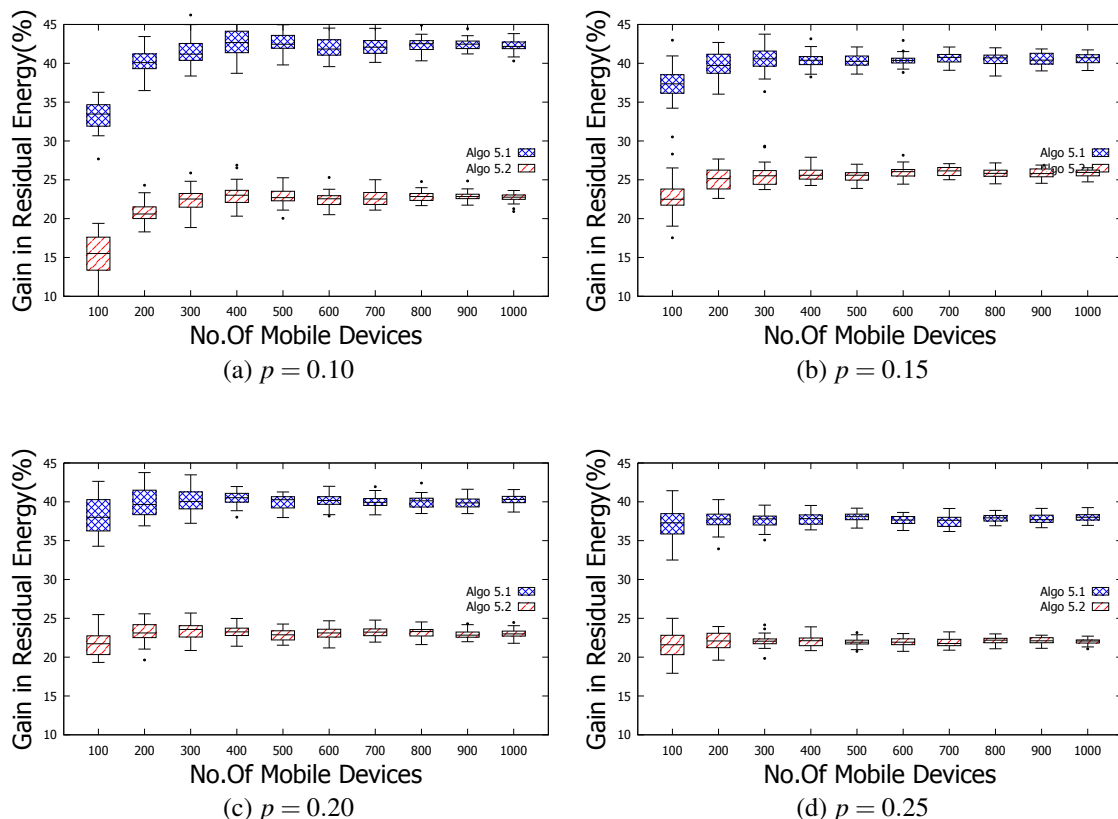 Gain in Residual Energy(%)
45
40
35
30
25
20
15
10
Algo 5.1
Algo 5.2
100 200 300 400 500 600 700 800 900 1000
No.Of Mobile Devices
(a) p = 0.10
Gain in Residual Energy(%)
45
40
35
30
25
20
15
10
Algo 5.1
Algo 5.2
100 200 300 400 500 600 700 800 900 1000
No.Of Mobile Devices
(b) p = 0.15
Gain in Residual Energy(%)
45
40
35
30
25
20
15
10
Algo 5.1
Algo 5.2
100 200 300 400 500 600 700 800 900 1000
No.Of Mobile Devices
(c) p = 0.20
Gain in Residual Energy(%)
45
40
35
30
25
20
15
10
Algo 5.1
Algo 5.2
100 200 300 400 500 600 700 800 900 1000
No.Of Mobile Devices
(d) p = 0.25